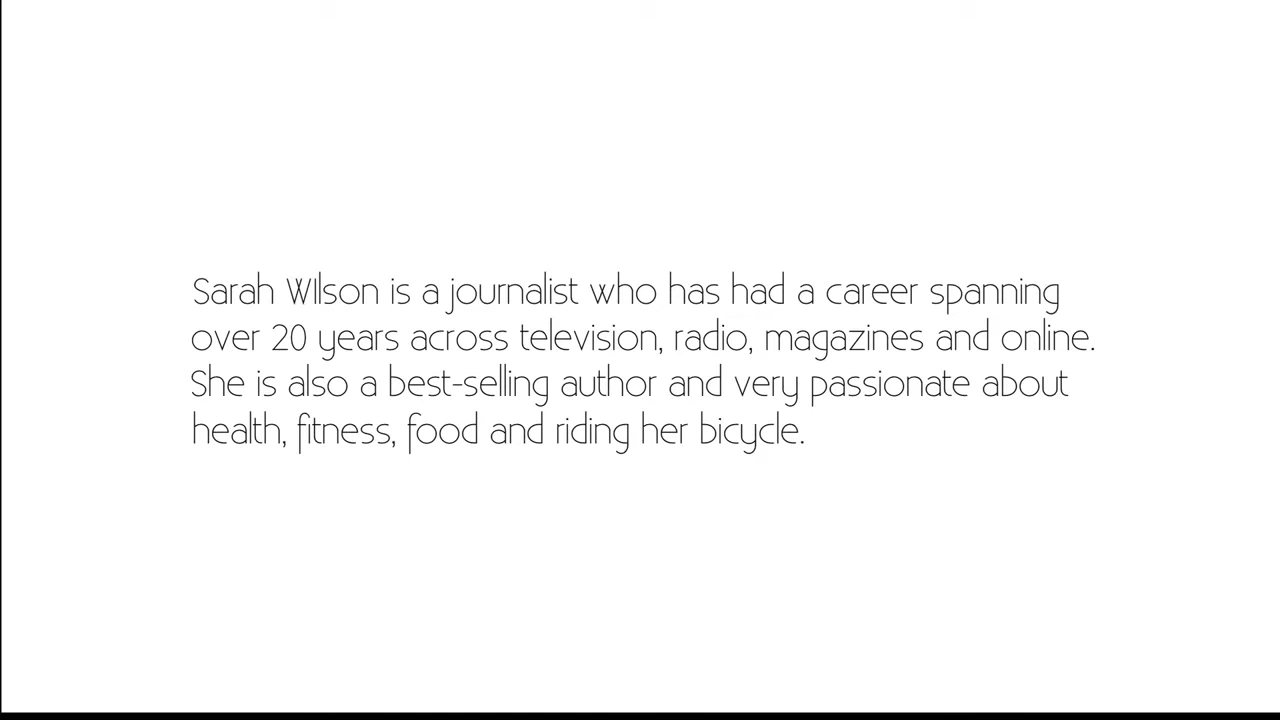 Sarah WIlson is a journalist who has had a career spanning
over 20 years across television, radio, magazines and online.
She is also a best-selling author and very passionate about
health, fitness, food and riding her bicycle.